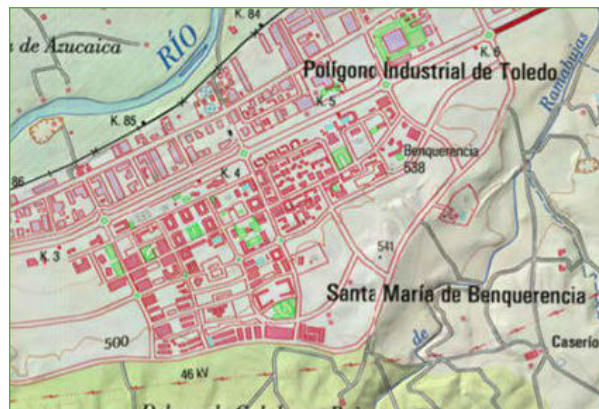 K. 84
de Azucaica
RÍO
K. 6
Polígono Industrial de Toledo
Ramabujas
K. 5
K. 85
Benquerencia
538
86
K. 4
541
K. 3
Santa María de Benquerencia
de
500
Caserío
46 kV